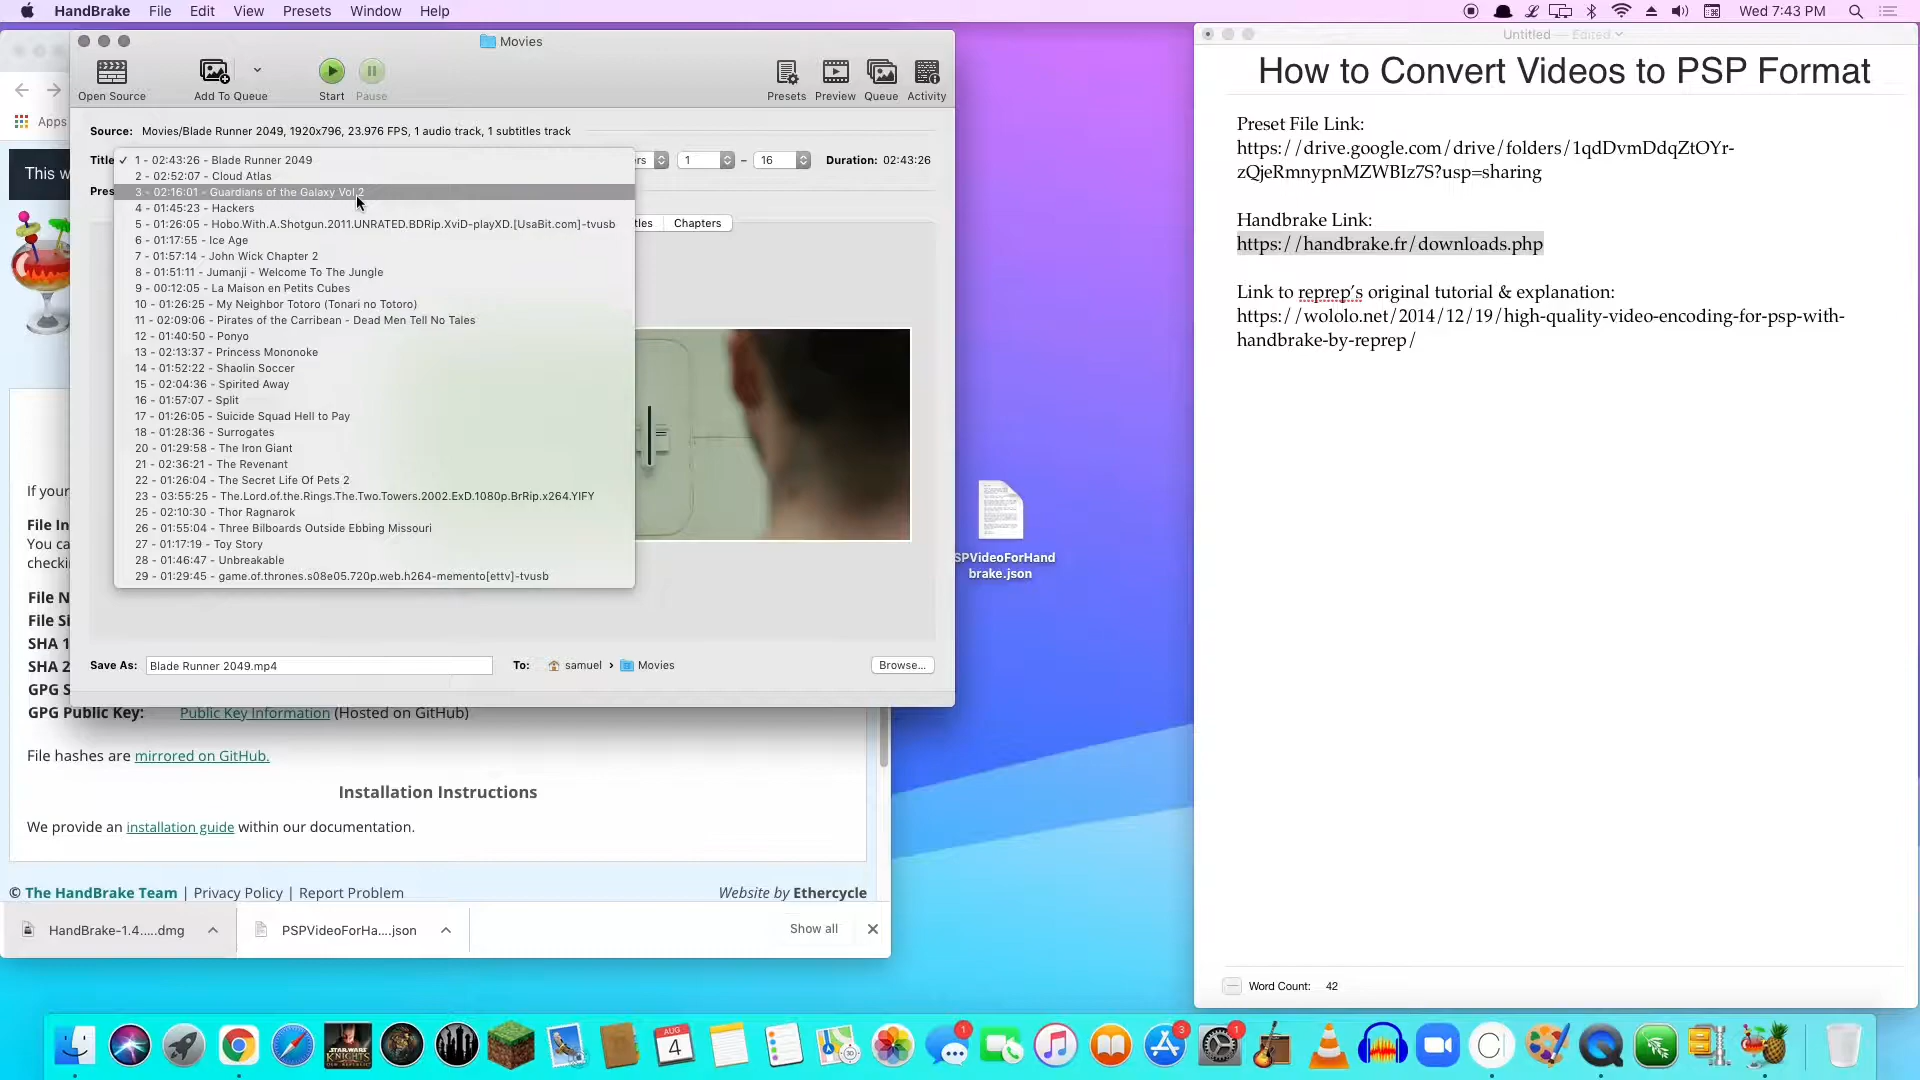 HandBrake File Edit View Presets Window Help
Wed 7:43 PM
Movies
Open Source Add To Queue Start Pause Presets Preview Queue Activity
Source: Movies/Blade Runner 2049, 1920x796, 23.976 FPS, 1 audio track, 1 subtitles track
Title ✓ 1 - 02:43:26 - Blade Runner 2049 1 – 16 Duration: 02:43:26
2 - 02:52:07 - Cloud Atlas
3 - 02:16:01 - Guardians of the Galaxy Vol.2
4 - 01:45:23 - Hackers
5 - 01:26:05 - Hobo.With.A.Shotgun.2011.UNRATED.BDRip.XviD-playXD.[UsaBit.com]-tvusb
Chapters
6 - 01:17:55 - Ice Age
7 - 01:57:14 - John Wick Chapter 2
8 - 01:51:11 - Jumanji - Welcome To The Jungle
9 - 00:12:05 - La Maison en Petits Cubes
10 - 01:26:25 - My Neighbor Totoro (Tonari no Totoro)
11 - 02:09:06 - Pirates of the Carribean - Dead Men Tell No Tales
12 - 01:40:50 - Ponyo
13 - 02:13:37 - Princess Mononoke
14 - 01:52:22 - Shaolin Soccer
15 - 02:04:36 - Spirited Away
16 - 01:57:07 - Split
17 - 01:26:05 - Suicide Squad Hell to Pay
18 - 01:28:36 - Surrogates
20 - 01:29:58 - The Iron Giant
21 - 02:36:21 - The Revenant
22 - 01:26:04 - The Secret Life Of Pets 2
23 - 03:55:25 - The.Lord.of.the.Rings.The.Two.Towers.2002.ExD.1080p.BrRip.x264.YIFY
25 - 02:10:30 - Thor Ragnarok
26 - 01:55:04 - Three Bilboards Outside Ebbing Missouri
27 - 01:17:19 - Toy Story
28 - 01:46:47 - Unbreakable
29 - 01:29:45 - game.of.thrones.s08e05.720p.web.h264-memento[ettv]-tvusb
Save As: Blade Runner 2049.mp4 To: samuel › Movies Browse...
Apps
This w
If your
File In
You ca
checki
File N
File Si
SHA 1
SHA 2
GPG S
GPG Public Key: Public Key Information (Hosted on GitHub)
File hashes are mirrored on GitHub.
Installation Instructions
We provide an installation guide within our documentation.
© The HandBrake Team | Privacy Policy | Report Problem Website by Ethercycle
HandBrake-1.4.....dmg PSPVideoForHa....json Show all
SPVideoForHand
brake.json
Untitled — Edited
How to Convert Videos to PSP Format
Preset File Link:
https://drive.google.com/drive/folders/1qdDvmDdqZtOYr-
zQjeRmnypnMZWBIz7S?usp=sharing
Handbrake Link:
https://handbrake.fr/downloads.php
Link to reprep's original tutorial & explanation:
https://wololo.net/2014/12/19/high-quality-video-encoding-for-psp-with-
handbrake-by-reprep/
Word Count: 42
AUG
4
1
3
1